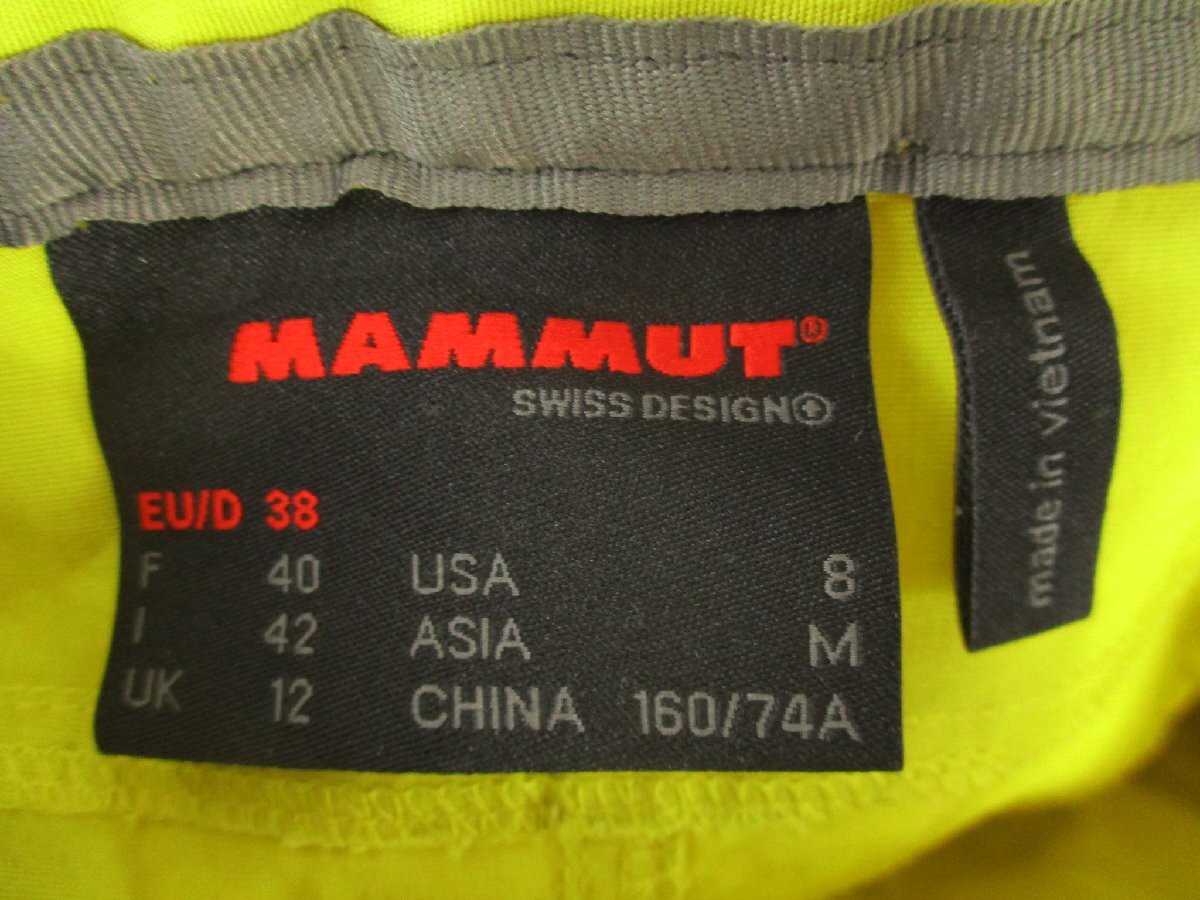 MAMMUT®
SWISS DESIGN
EU/D 38
F 40 USA 8
I 42 ASIA M
UK 12 CHINA 160/74A
made in vietnam